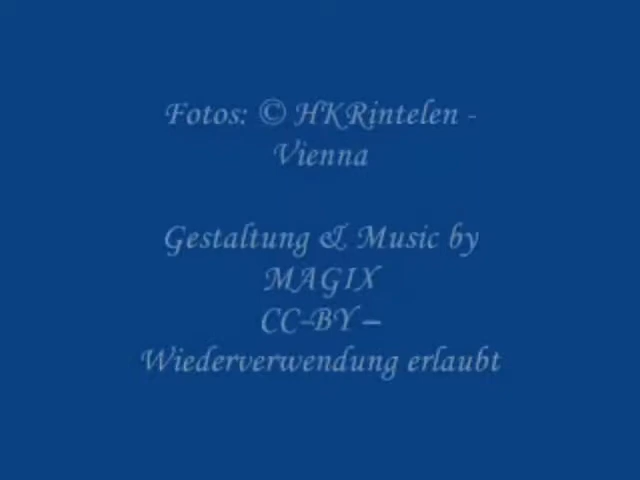 Fotos: © HKRintelen -
Vienna
Gestaltung & Music by
MAGIX
CC-BY –
Wiederverwendung erlaubt